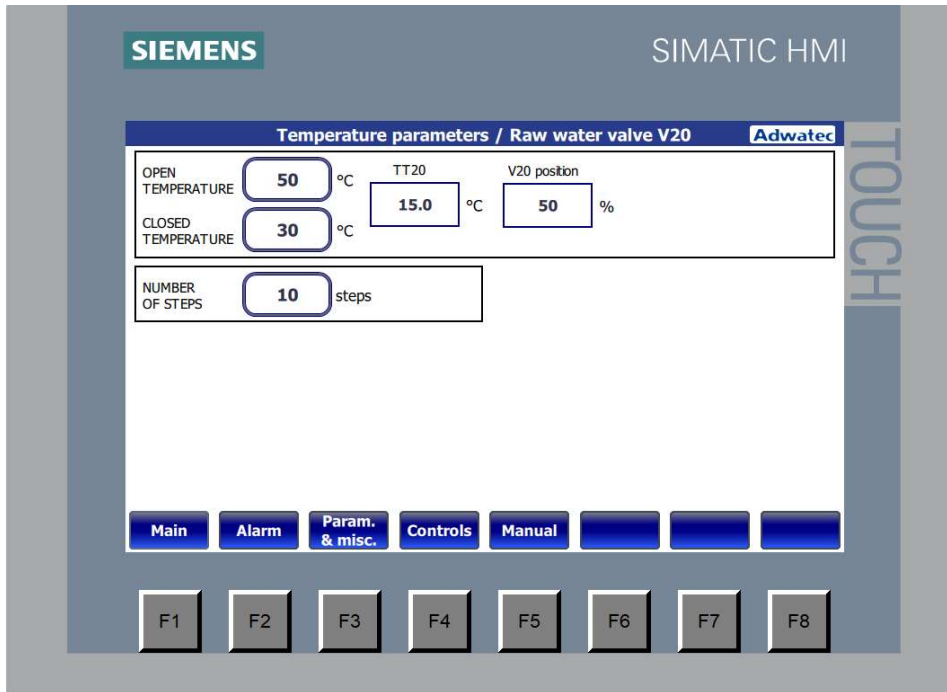 SIEMENS
SIMATIC HMI
TOUCH
Temperature parameters / Raw water valve V20
Adwatec
OPEN
TEMPERATURE
50
°C
TT20
15.0
°C
V20 position
50
%
CLOSED
TEMPERATURE
30
°C
NUMBER
OF STEPS
10
steps
Main
Alarm
Param.
& misc.
Controls
Manual
F1
F2
F3
F4
F5
F6
F7
F8